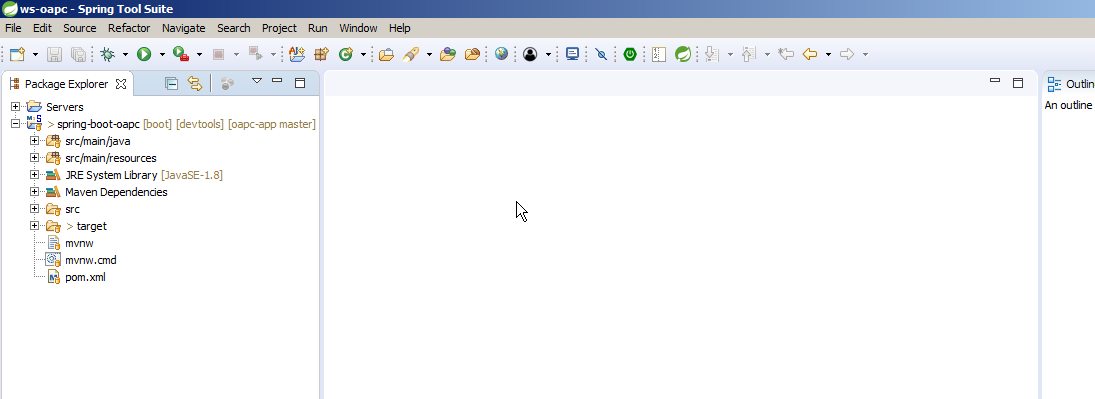 ws-oapc - Spring Tool Suite
File Edit Source Refactor Navigate Search Project Run Window Help
Package Explorer
Servers
> spring-boot-oapc [boot] [devtools] [oapc-app master]
src/main/java
src/main/resources
JRE System Library [JavaSE-1.8]
Maven Dependencies
src
> target
mvnw
mvnw.cmd
pom.xml
Outline
An outline